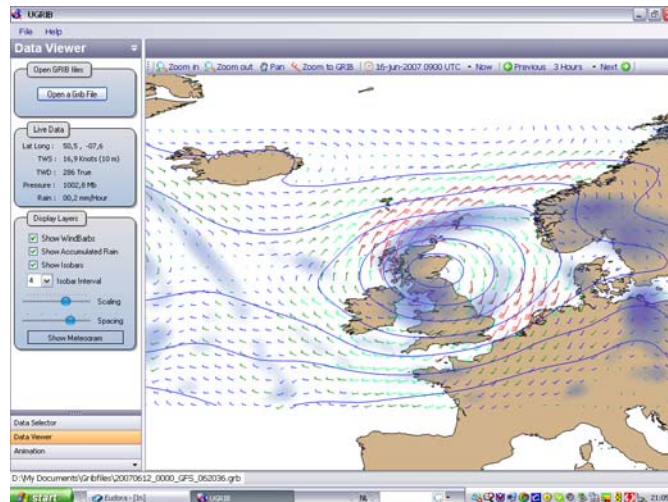 UGRIB
File Help
Data Viewer
Zoom in Zoom out Pan Zoom to GRIB 16-jun-2007 0900 UTC Now Previous 3 Hours Next
Open GRIB files
Open a Grib File
Live Data
Lat Long : 50,5 , -07,6
TWS : 16,9 Knots (10 m)
TWD : 286 True
Pressure : 1002,8 Mb
Rain : 00,2 mm/Hour
Display Layers
Show WindBarbs
Show Accumulated Rain
Show Isobars
4 Isobar Interval
Scaling
Spacing
Show Meteogram
Data Selector
Data Viewer
Animation
D:\My Documents\Gribfiles\20070612_0000_GFS_062036.grb
start Eudora - [In] UGRIB NL